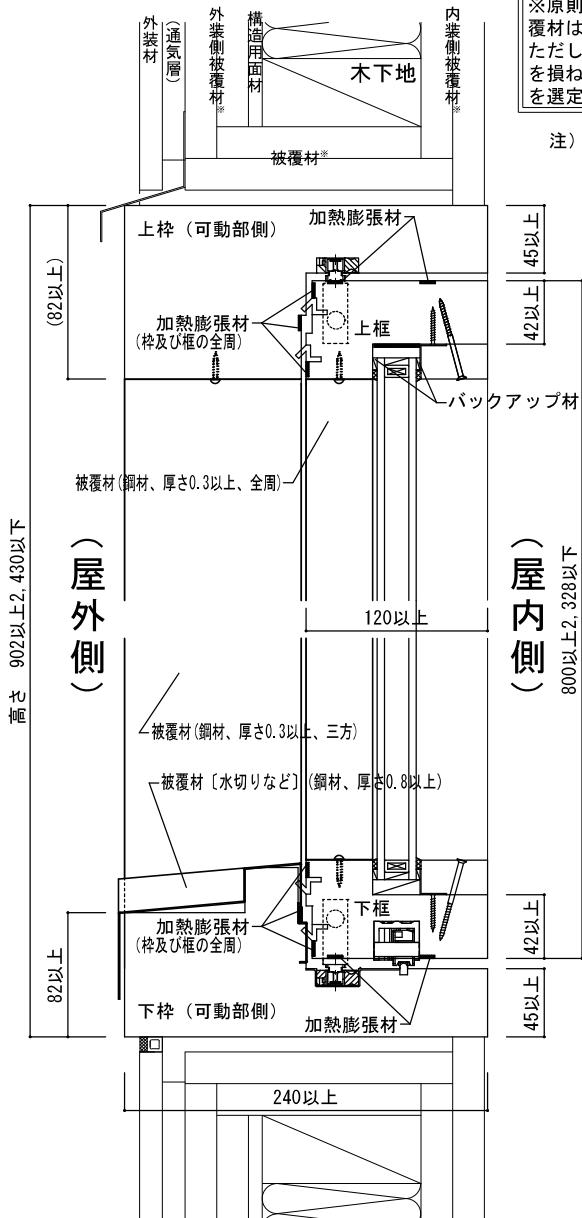 外装材
(通気層)
外装側被覆材※
構造用面材
木下地
内装側被覆材※
※原則
覆材は
ただし
を損ね
を選定
注)
被覆材※
上枠（可動部側）
加熱膨張材
45以上
(82以上)
加熱膨張材
(枠及び框の全周)
上框
42以上
バックアップ材
被覆材(鋼材、厚さ0.3以上、全周)
高さ 902以上2,430以下
（屋外側）
120以上
（屋内側）
800以上2,328以下
被覆材(鋼材、厚さ0.3以上、三方)
被覆材〔水切りなど〕(鋼材、厚さ0.8以上)
下框
加熱膨張材
(枠及び框の全周)
42以上
82以上
下枠（可動部側）
加熱膨張材
45以上
240以上